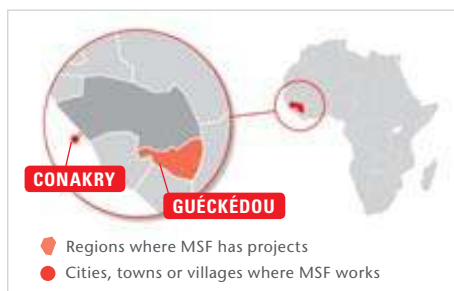 CONAKRY
GUÉCKÉDOU
Regions where MSF has projects
Cities, towns or villages where MSF works